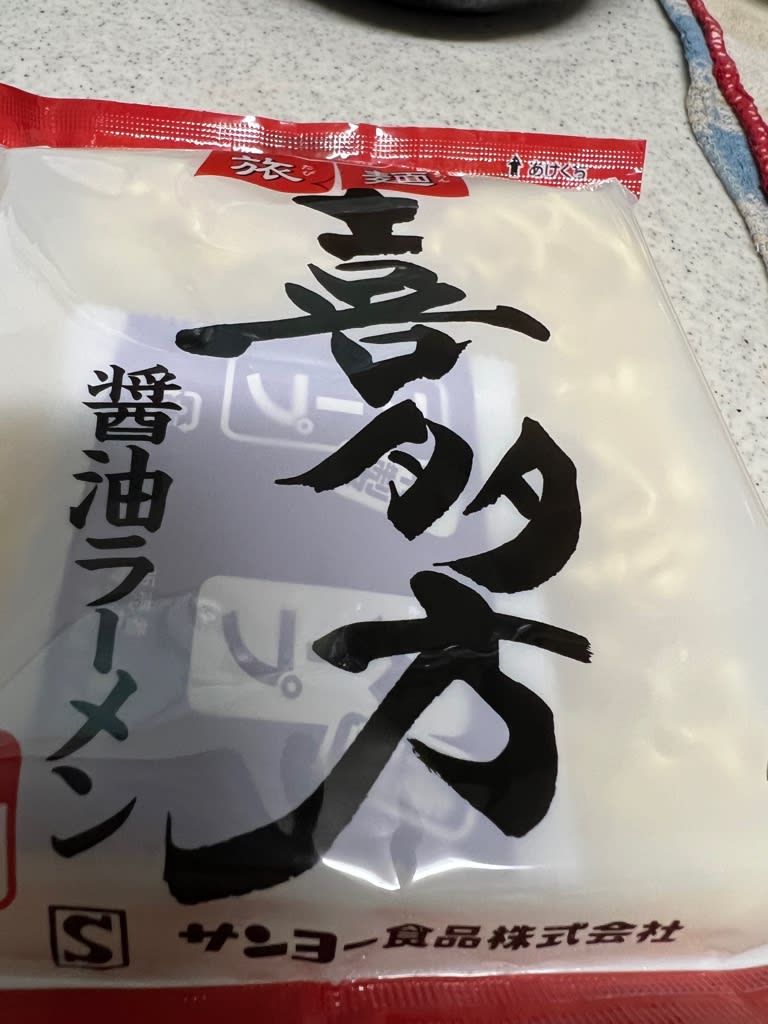 旅麺
あけくち
喜多方
醤油ラーメン
S
サンヨー食品株式会社